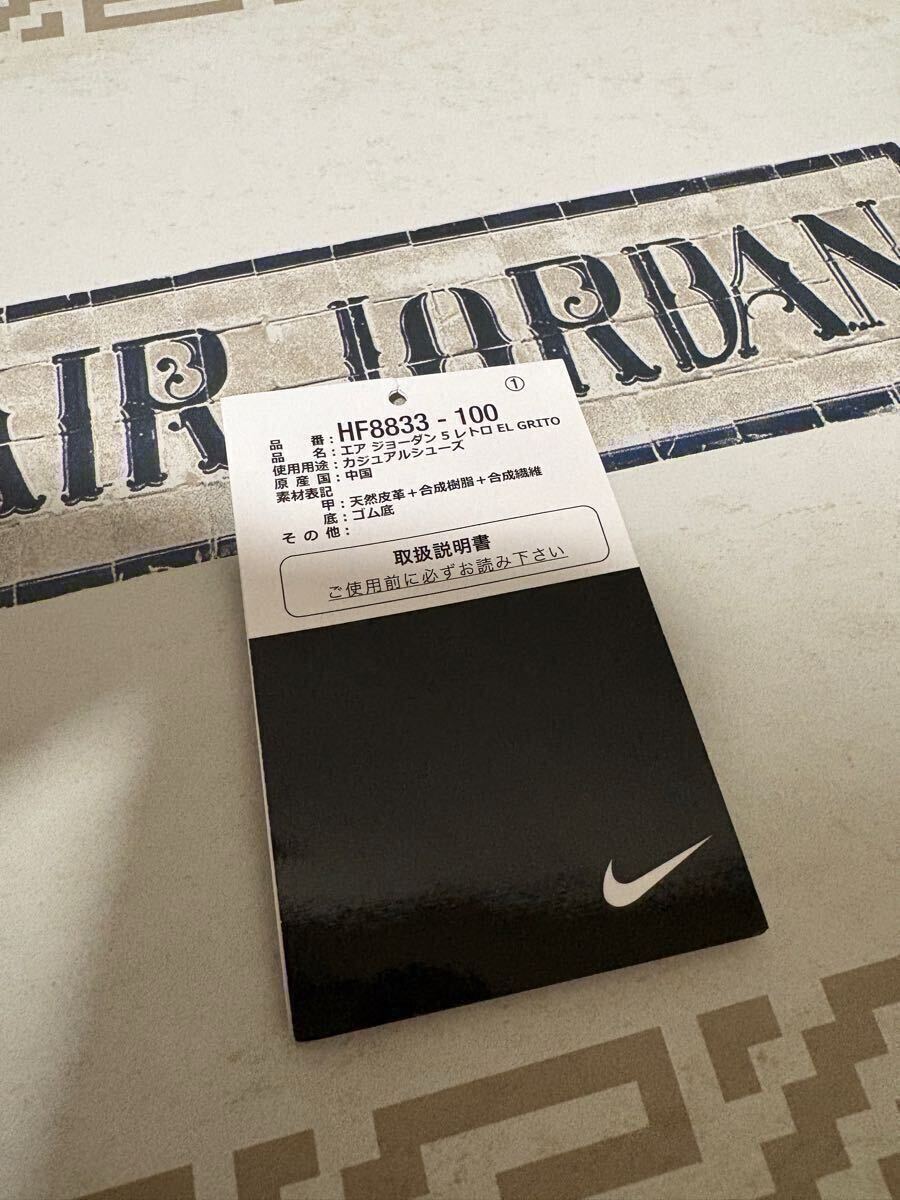 AIR JORDAN
①
品番：HF8833 - 100
品名：エア ジョーダン 5 レトロ EL GRITO
使用用途：カジュアルシューズ
原産国：中国
素材表記
甲：天然皮革＋合成樹脂＋合成繊維
底：ゴム底
その他：
取扱説明書
ご使用前に必ずお読み下さい